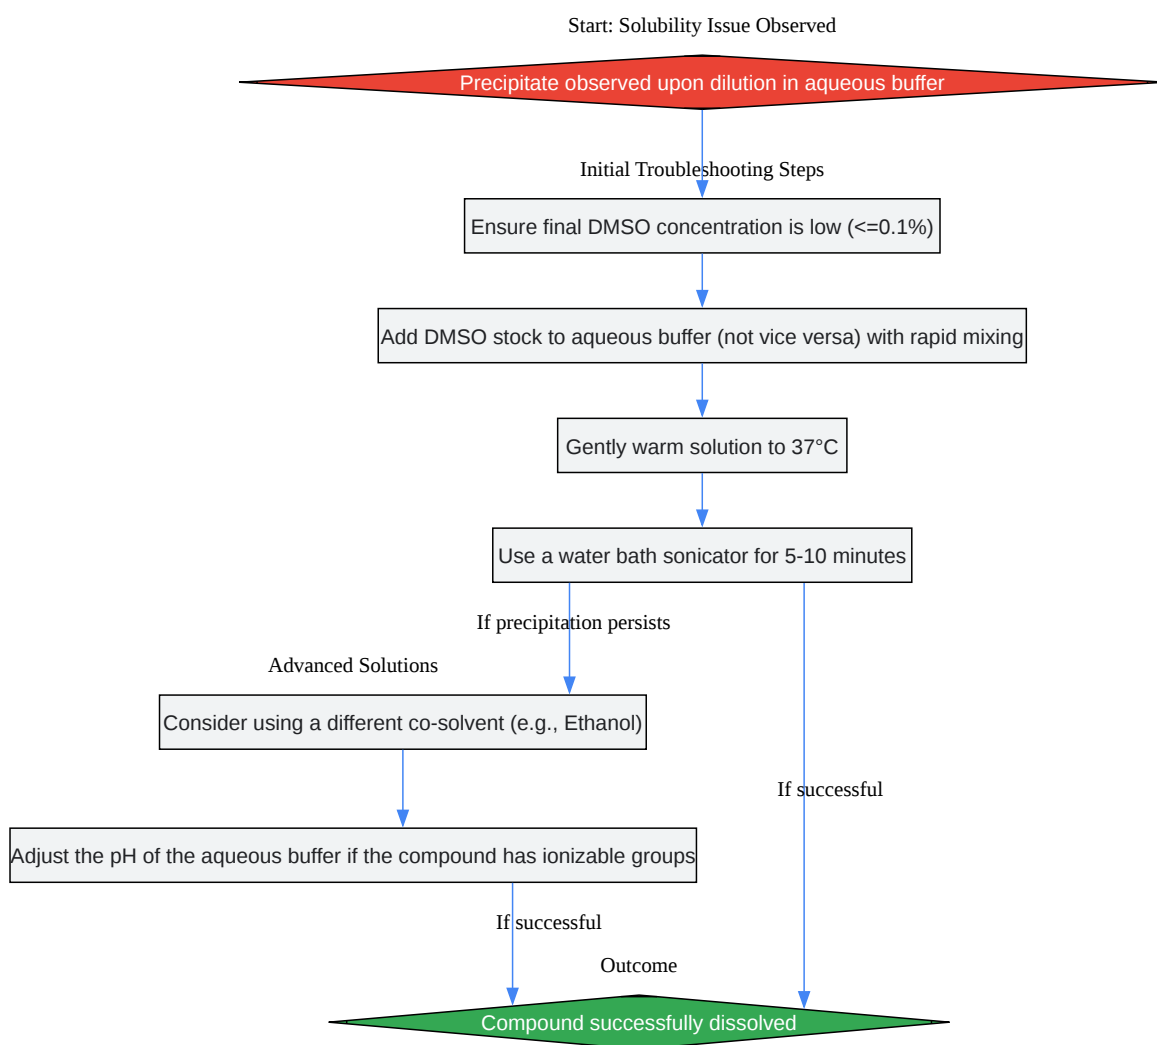 Start: Solubility Issue Observed
Precipitate observed upon dilution in aqueous buffer
Initial Troubleshooting Steps
Ensure final DMSO concentration is low (<=0.1%)
Add DMSO stock to aqueous buffer (not vice versa) with rapid mixing
Gently warm solution to 37°C
Use a water bath sonicator for 5-10 minutes
If precipitation persists
Advanced Solutions
Consider using a different co-solvent (e.g., Ethanol)
If successful
Adjust the pH of the aqueous buffer if the compound has ionizable groups
If successful
Outcome
Compound successfully dissolved